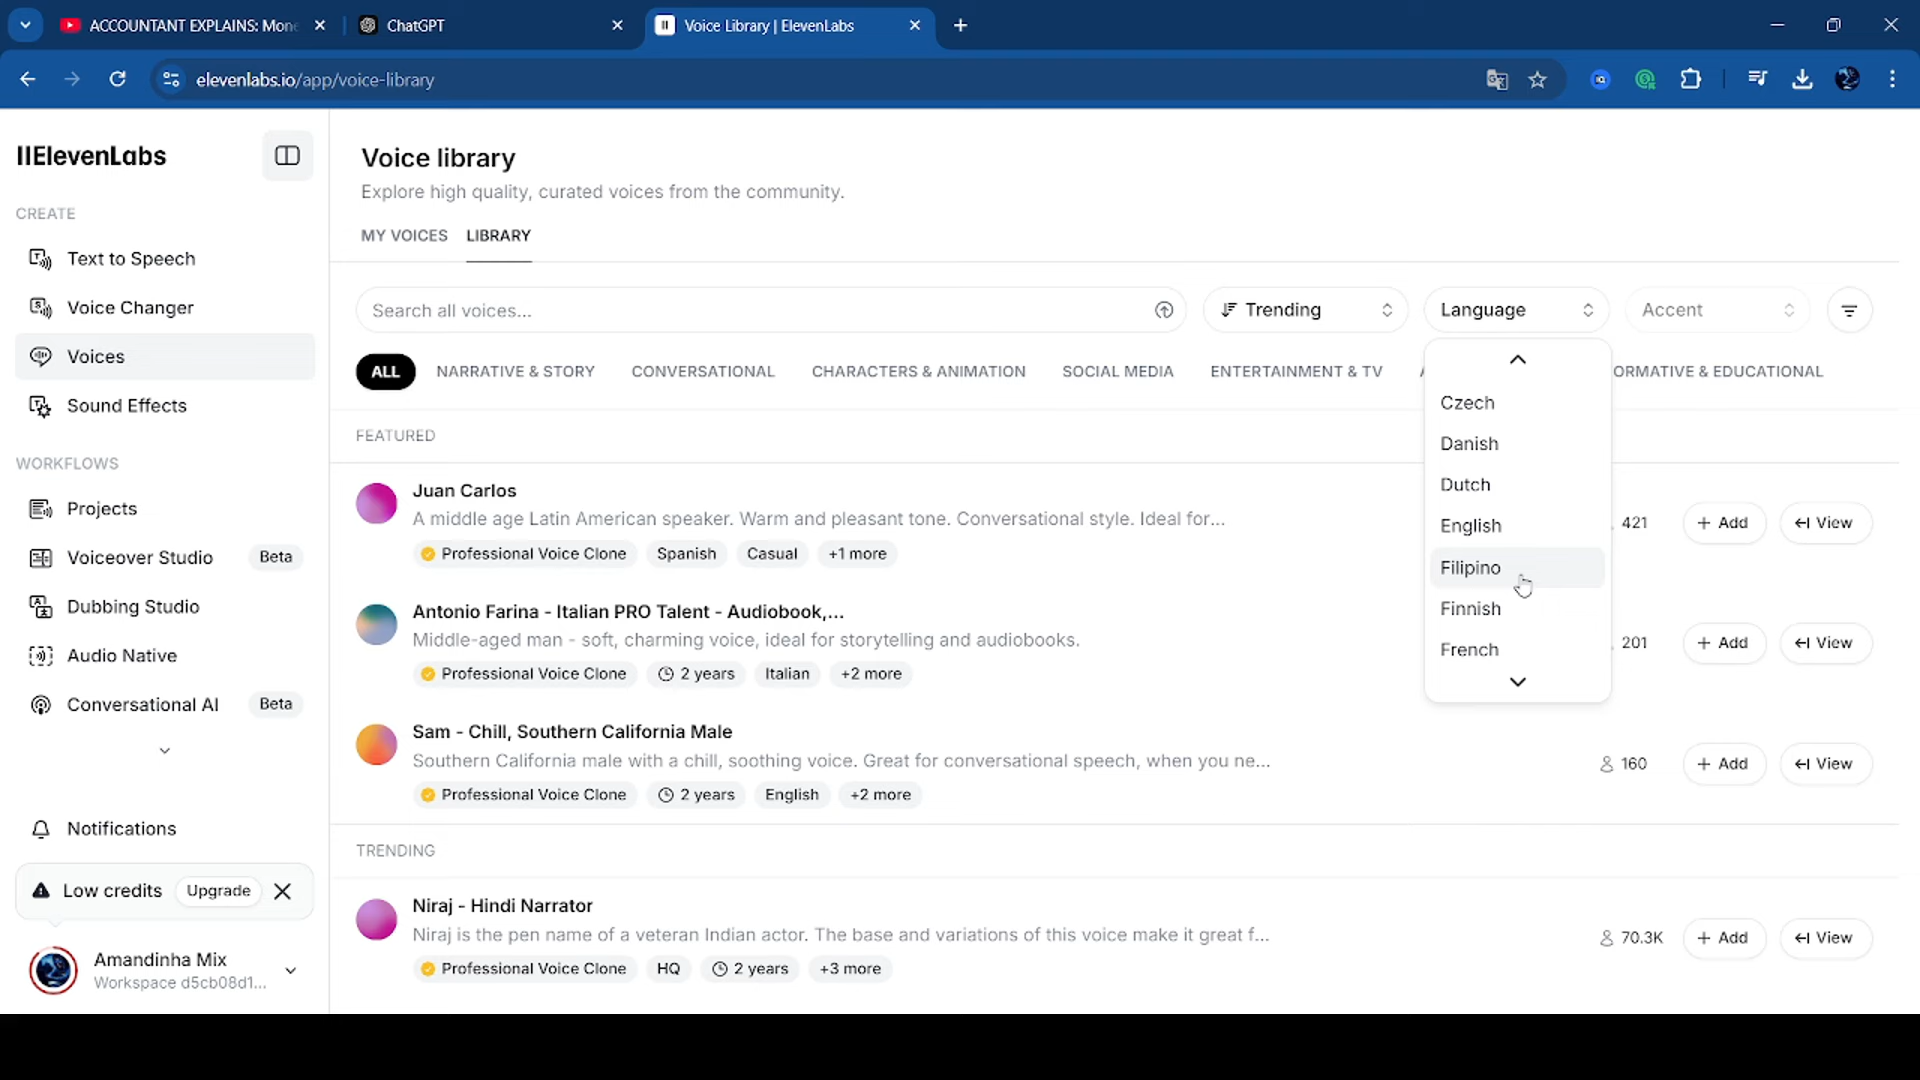 ACCOUNTANT EXPLAINS: Mone
ChatGPT
Voice Library | ElevenLabs
elevenlabs.io/app/voice-library
IIElevenLabs
CREATE
Text to Speech
Voice Changer
Voices
Sound Effects
WORKFLOWS
Projects
Voiceover Studio Beta
Dubbing Studio
Audio Native
Conversational AI Beta
Notifications
Low credits Upgrade
Amandinha Mix
Workspace d5cb08d1...
Voice library
Explore high quality, curated voices from the community.
MY VOICES LIBRARY
Search all voices... Trending Language Accent
ALL NARRATIVE & STORY CONVERSATIONAL CHARACTERS & ANIMATION SOCIAL MEDIA ENTERTAINMENT & TV ORMATIVE & EDUCATIONAL
Czech
Danish
Dutch
English
Filipino
Finnish
French
FEATURED
Juan Carlos
A middle age Latin American speaker. Warm and pleasant tone. Conversational style. Ideal for...
Professional Voice Clone Spanish Casual +1 more
421 + Add View
Antonio Farina - Italian PRO Talent - Audiobook,...
Middle-aged man - soft, charming voice, ideal for storytelling and audiobooks.
Professional Voice Clone 2 years Italian +2 more
201 + Add View
Sam - Chill, Southern California Male
Southern California male with a chill, soothing voice. Great for conversational speech, when you ne...
Professional Voice Clone 2 years English +2 more
160 + Add View
TRENDING
Niraj - Hindi Narrator
Niraj is the pen name of a veteran Indian actor. The base and variations of this voice make it great f...
Professional Voice Clone HQ 2 years +3 more
70.3K + Add View